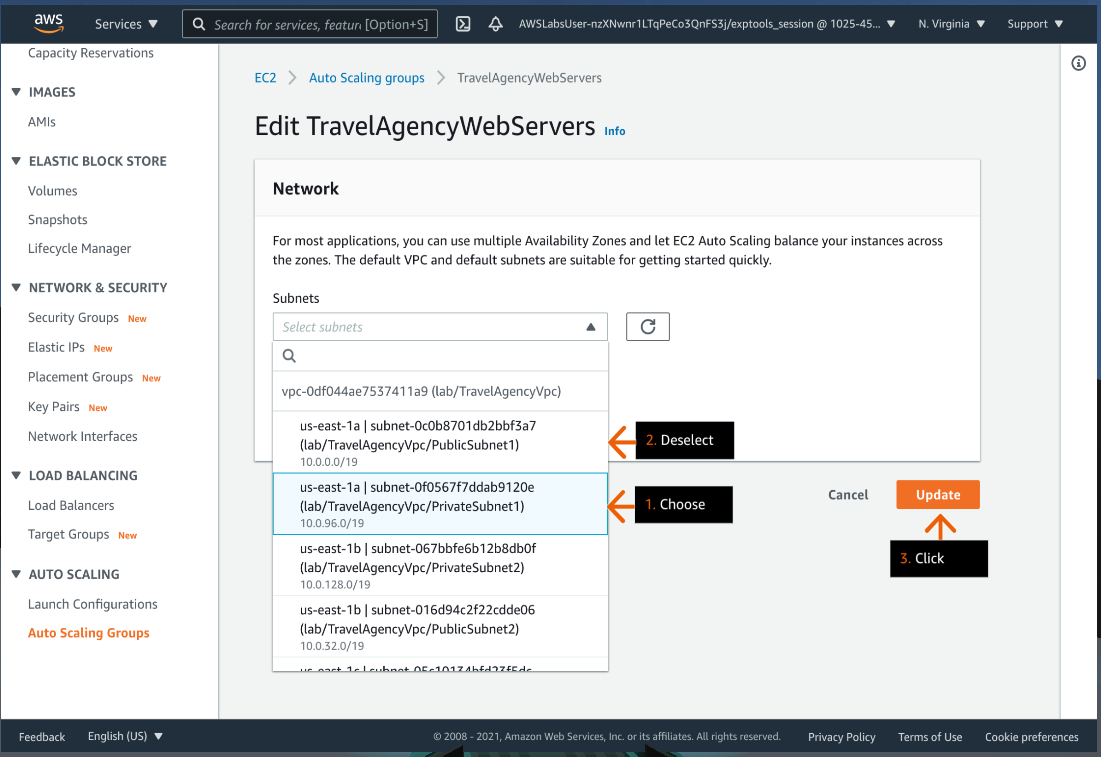 aws
Services ▼
Search for services, featur [Option+S]
AWSLabsUser-nzXNwnr1LTqPeCo3QnFS3j/exptools_session @ 1025-45... ▼
N. Virginia ▼
Support ▼
Capacity Reservations
▼ IMAGES
AMIs
▼ ELASTIC BLOCK STORE
Volumes
Snapshots
Lifecycle Manager
▼ NETWORK & SECURITY
Security Groups New
Elastic IPs New
Placement Groups New
Key Pairs New
Network Interfaces
▼ LOAD BALANCING
Load Balancers
Target Groups New
▼ AUTO SCALING
Launch Configurations
Auto Scaling Groups
EC2 > Auto Scaling groups > TravelAgencyWebServers
Edit TravelAgencyWebServers Info
Network
For most applications, you can use multiple Availability Zones and let EC2 Auto Scaling balance your instances across
the zones. The default VPC and default subnets are suitable for getting started quickly.
Subnets
Select subnets
vpc-0df044ae7537411a9 (lab/TravelAgencyVpc)
us-east-1a | subnet-0c0b8701db2bbf3a7
(lab/TravelAgencyVpc/PublicSubnet1)
10.0.0.0/19
2. Deselect
us-east-1a | subnet-0f0567f7ddab9120e
(lab/TravelAgencyVpc/PrivateSubnet1)
10.0.96.0/19
1. Choose
us-east-1b | subnet-067bbfe6b12b8db0f
(lab/TravelAgencyVpc/PrivateSubnet2)
10.0.128.0/19
us-east-1b | subnet-016d94c2f22cdde06
(lab/TravelAgencyVpc/PublicSubnet2)
10.0.32.0/19
us-east-1c | subnet-05c10134bfd23f5dc
Cancel
Update
3. Click
Feedback
English (US) ▼
© 2008 - 2021, Amazon Web Services, Inc. or its affiliates. All rights reserved.
Privacy Policy
Terms of Use
Cookie preferences